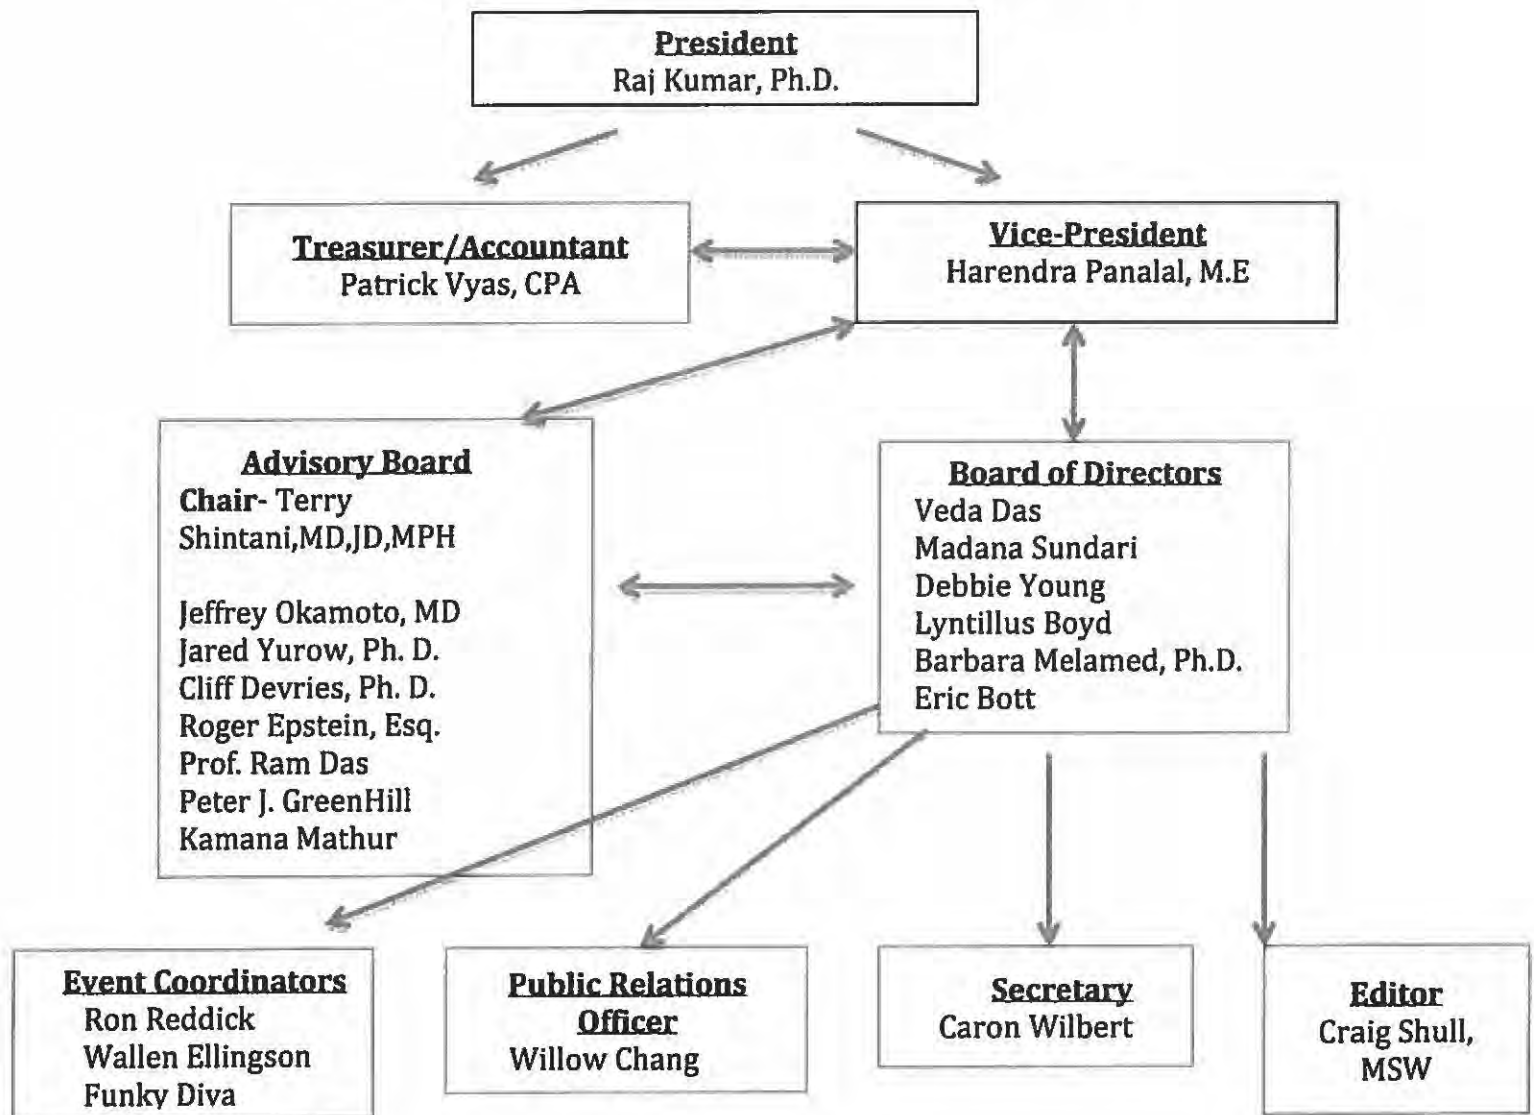 President
Raj Kumar, Ph.D.
Treasurer/Accountant
Patrick Vyas, CPA
Vice-President
Harendra Panalal, M.E
Advisory Board
Chair- Terry
Shintani,MD,JD,MPH
Jeffrey Okamoto, MD
Jared Yurow, Ph. D.
Cliff Devries, Ph. D.
Roger Epstein, Esq.
Prof. Ram Das
Peter J. GreenHill
Kamana Mathur
Board of Directors
Veda Das
Madana Sundari
Debbie Young
Lyntillus Boyd
Barbara Melamed, Ph.D.
Eric Bott
Event Coordinators
Ron Reddick
Wallen Ellingson
Funky Diva
Public Relations
Officer
Willow Chang
Secretary
Caron Wilbert
Editor
Craig Shull,
MSW